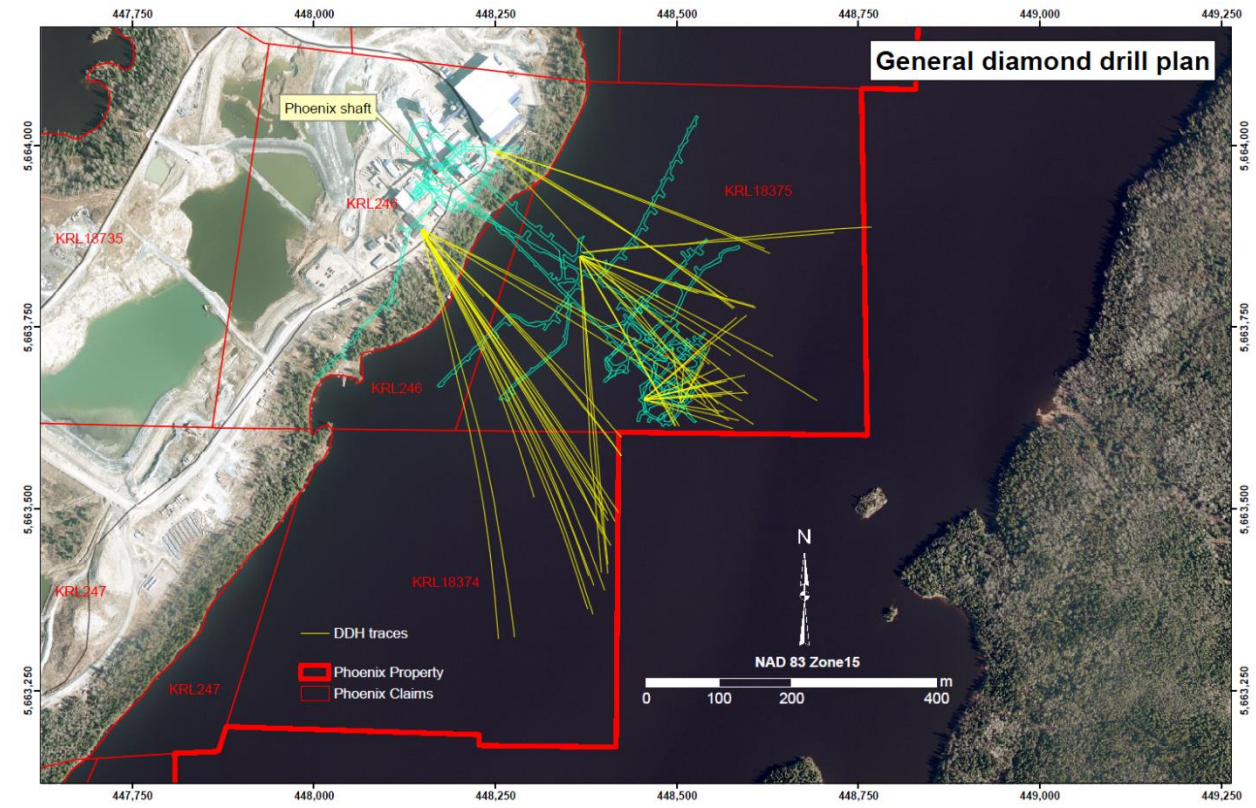 447,750 448,000 448,250 448,500 448,750 449,000 449,250
General diamond drill plan
Phoenix shaft
5,664,000
5,664,000
KRL246
KRL18375
KRL18735
5,663,750
5,663,750
KRL246
5,663,500
5,663,500
N
KRL18374
KRL247
DDH traces
NAD 83 Zone15
Phoenix Property
m
KRL247
Phoenix Claims
0 100 200 400
5,663,250
5,663,250
447,750 448,000 448,250 448,500 448,750 449,000 449,250